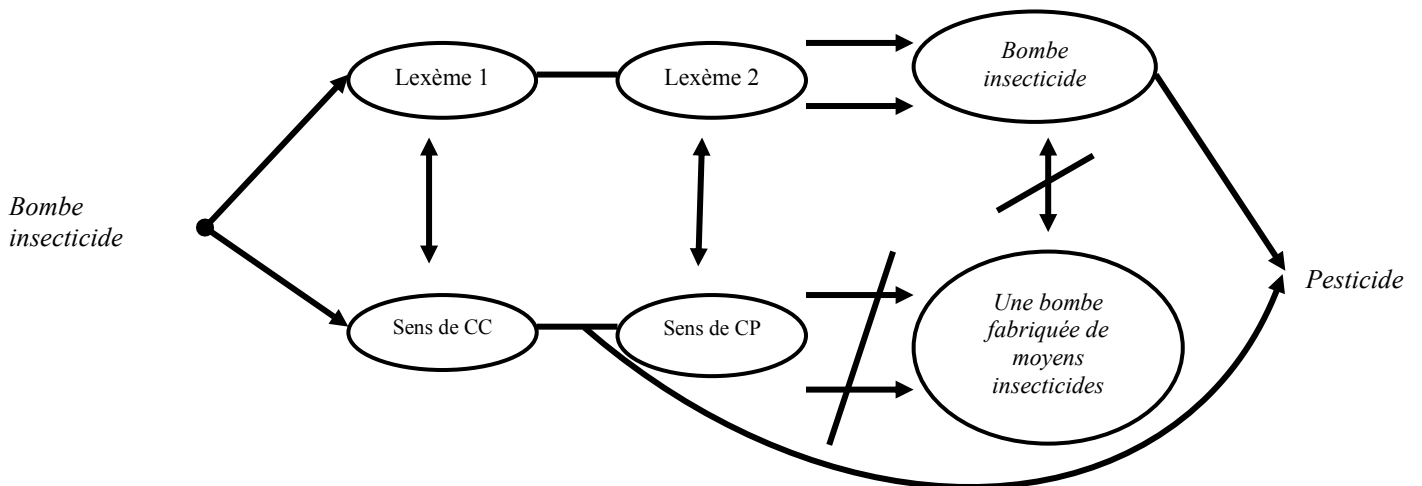 Lexème 1
Lexème 2
Bombe
insecticide
Bombe
insecticide
Sens de CC
Sens de CP
Une bombe
fabriquée de
moyens
insecticides
Pesticide